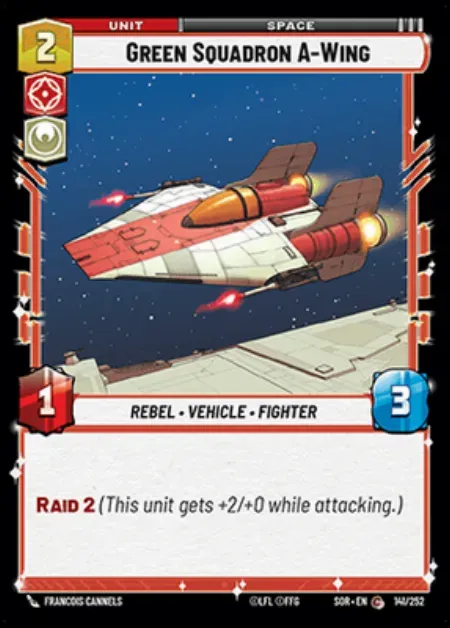 UNIT
SPACE
2
GREEN SQUADRON A-WING
1
REBEL • VEHICLE • FIGHTER
3
RAID 2 (This unit gets +2/+0 while attacking.)
FRANCOIS CANNELS
©LFL ©FFG
SOR • EN C 141/252